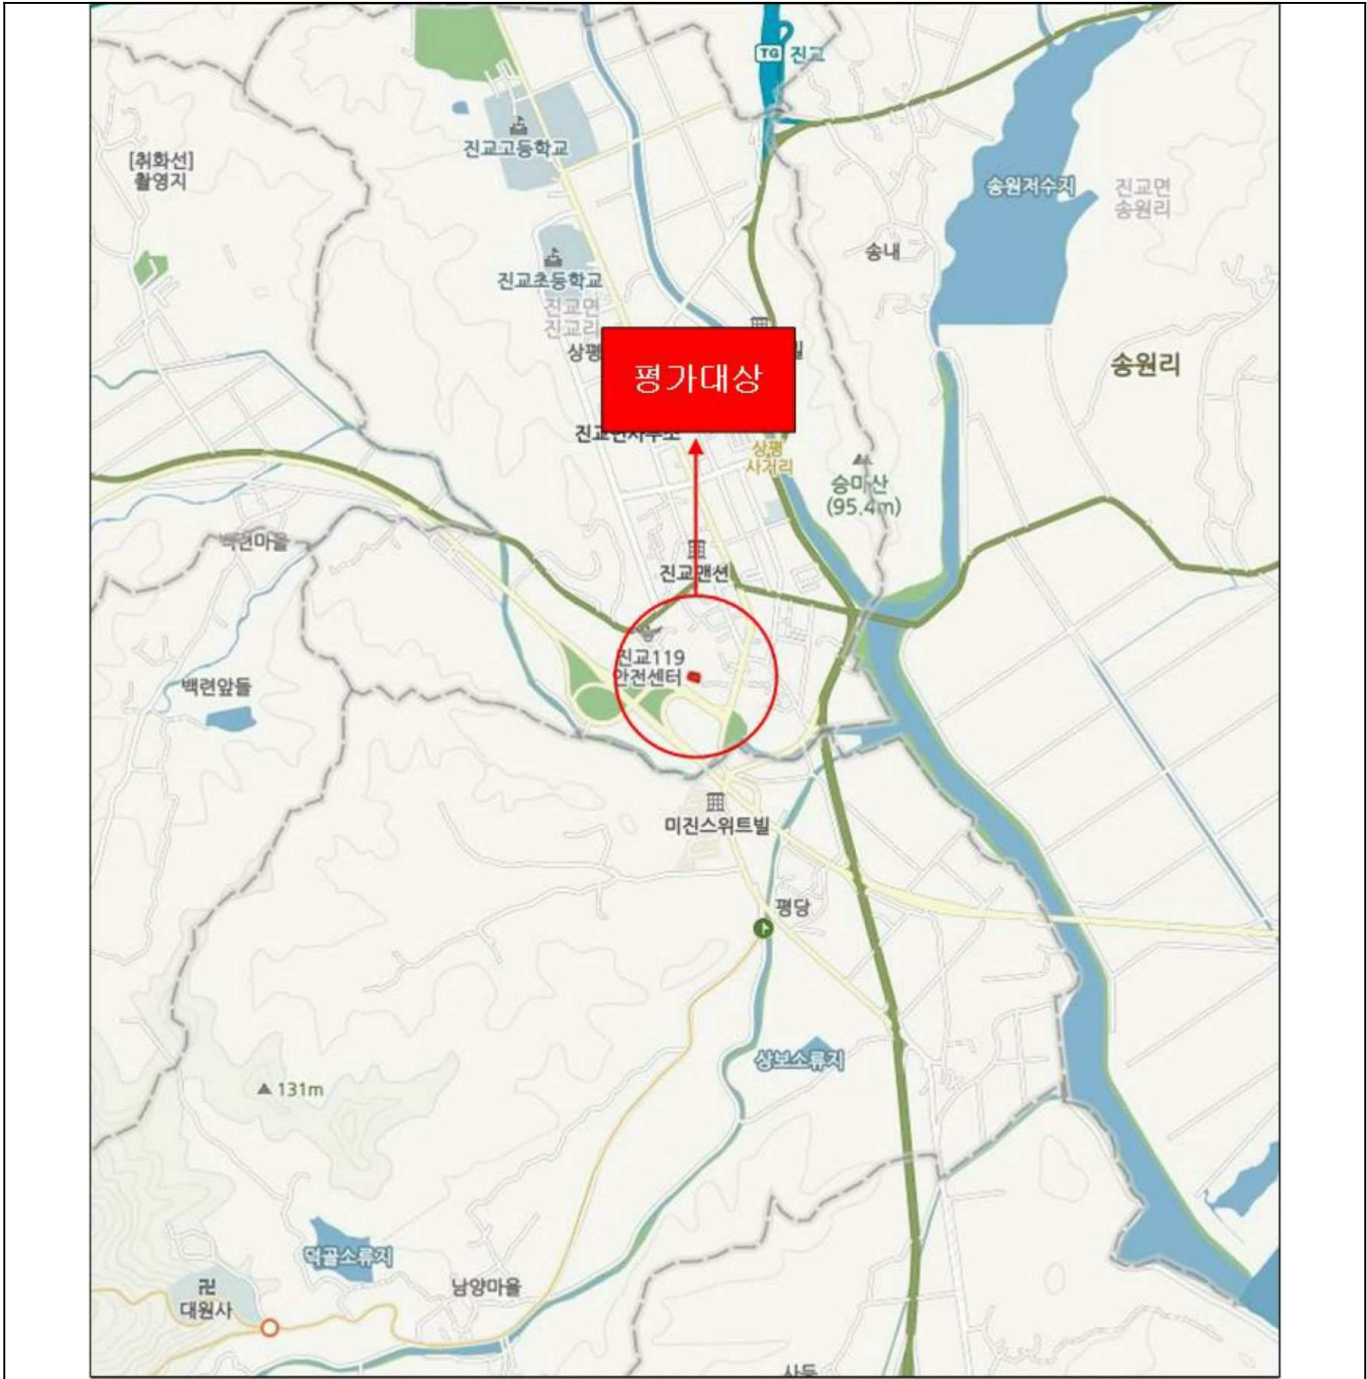 TG 진교
진교고등학교
[취화선]
촬영지
송원저수지
진교면
송원리
송내
진교초등학교
진교면
진교리
상평
빌
송원리
평가대상
진교면사무소
상평
사거리
승마산
(95.4m)
백련마을
진교맨션
진교119
안전센터
백련앞들
미진스위트빌
평당
상보소류지
131m
덕골소류지
남양마을
卍
대원사